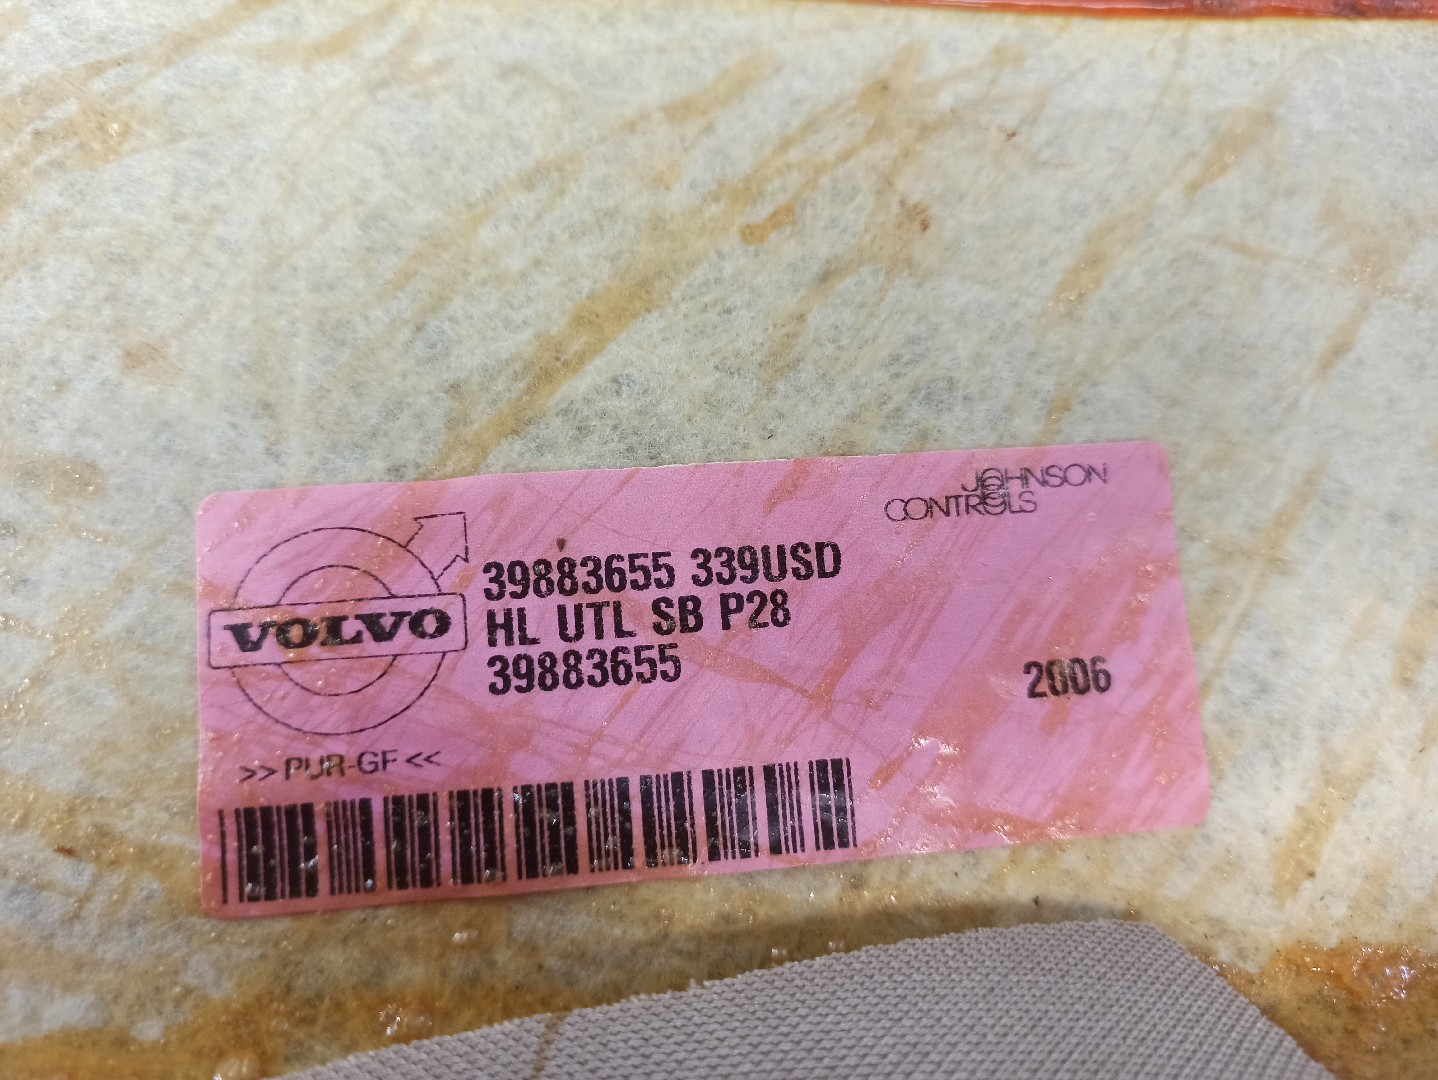 JOHNSON
CONTROLS
VOLVO
39883655 339USD
HL UTL SB P28
39883655
2006
>> PUR-GF <<